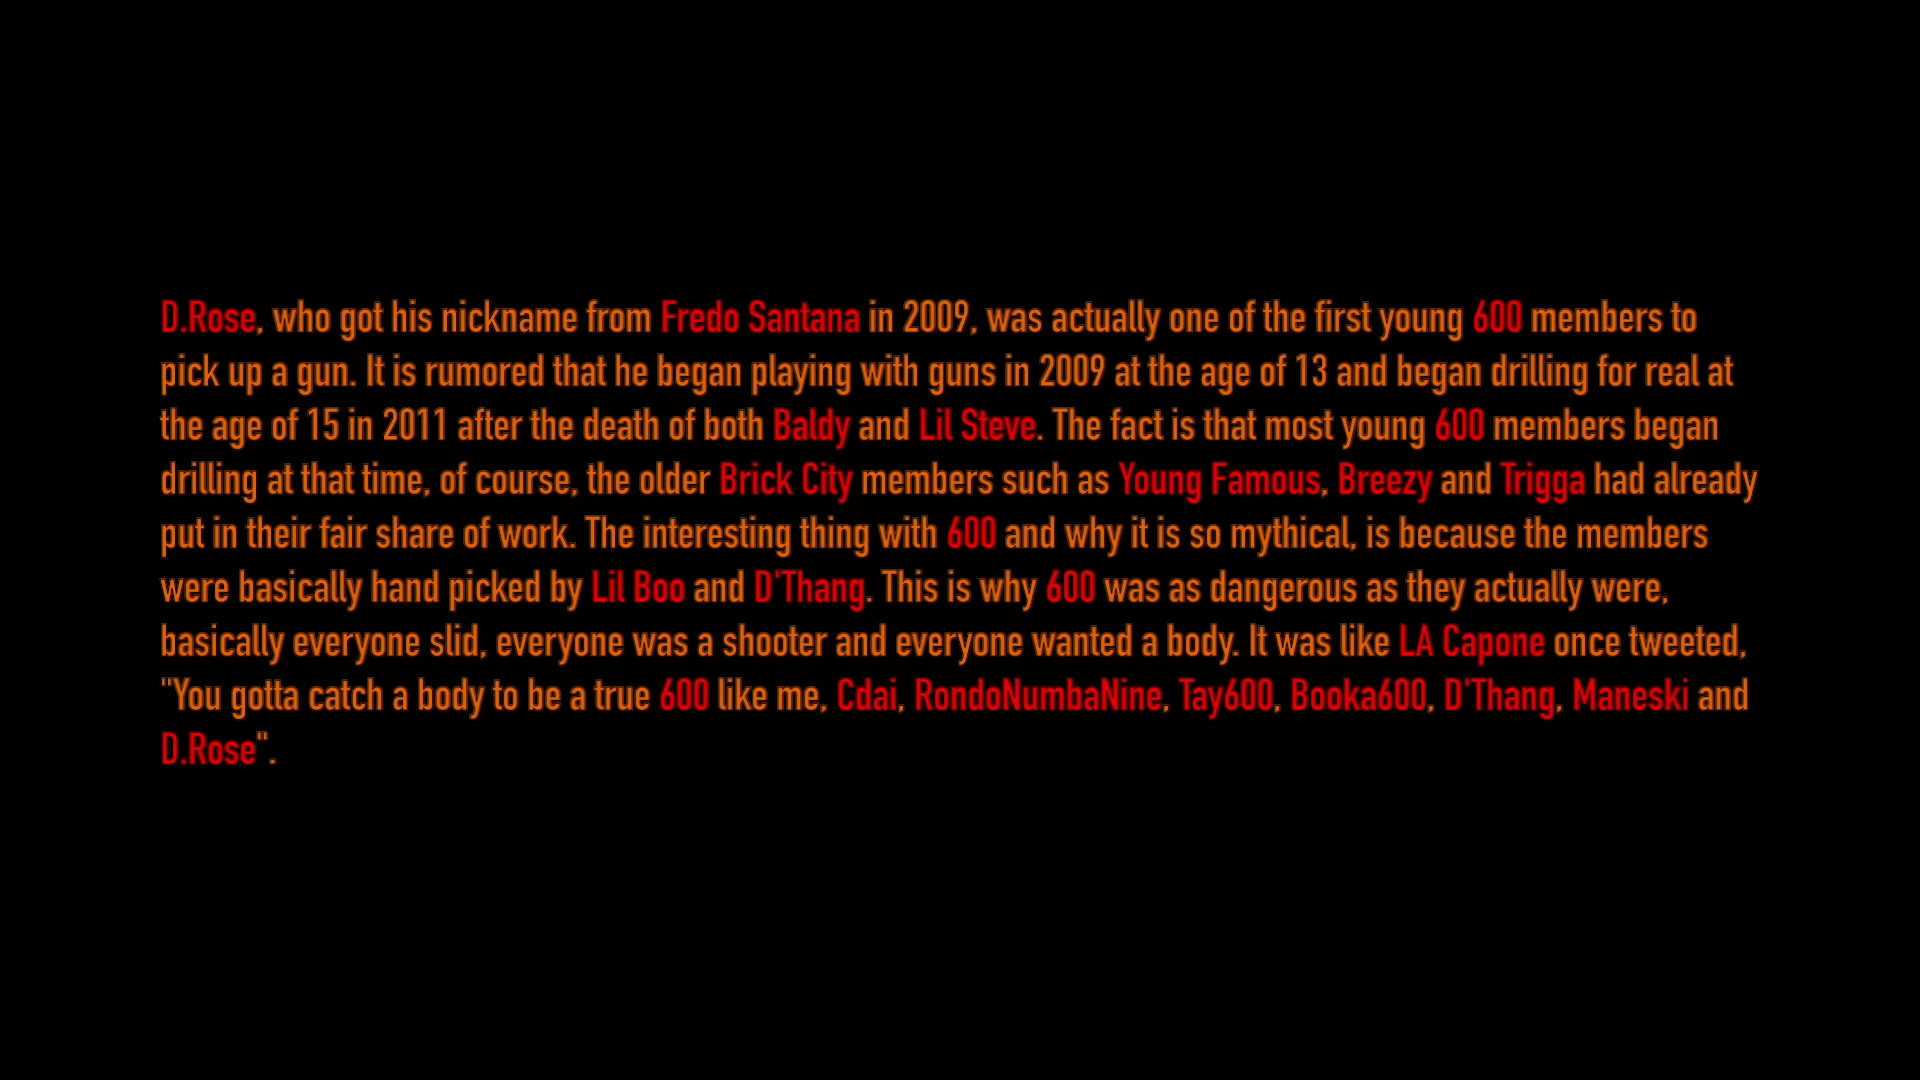 D.Rose, who got his nickname from Fredo Santana in 2009, was actually one of the first young 600 members to
pick up a gun. It is rumored that he began playing with guns in 2009 at the age of 13 and began drilling for real at
the age of 15 in 2011 after the death of both Baldy and Lil Steve. The fact is that most young 600 members began
drilling at that time, of course, the older Brick City members such as Young Famous, Breezy and Trigga had already
put in their fair share of work. The interesting thing with 600 and why it is so mythical, is because the members
were basically hand picked by Lil Boo and D'Thang. This is why 600 was as dangerous as they actually were,
basically everyone slid, everyone was a shooter and everyone wanted a body. It was like LA Capone once tweeted,
"You gotta catch a body to be a true 600 like me, Cdai, RondoNumbaNine, Tay600, Booka600, D'Thang, Maneski and
D.Rose".